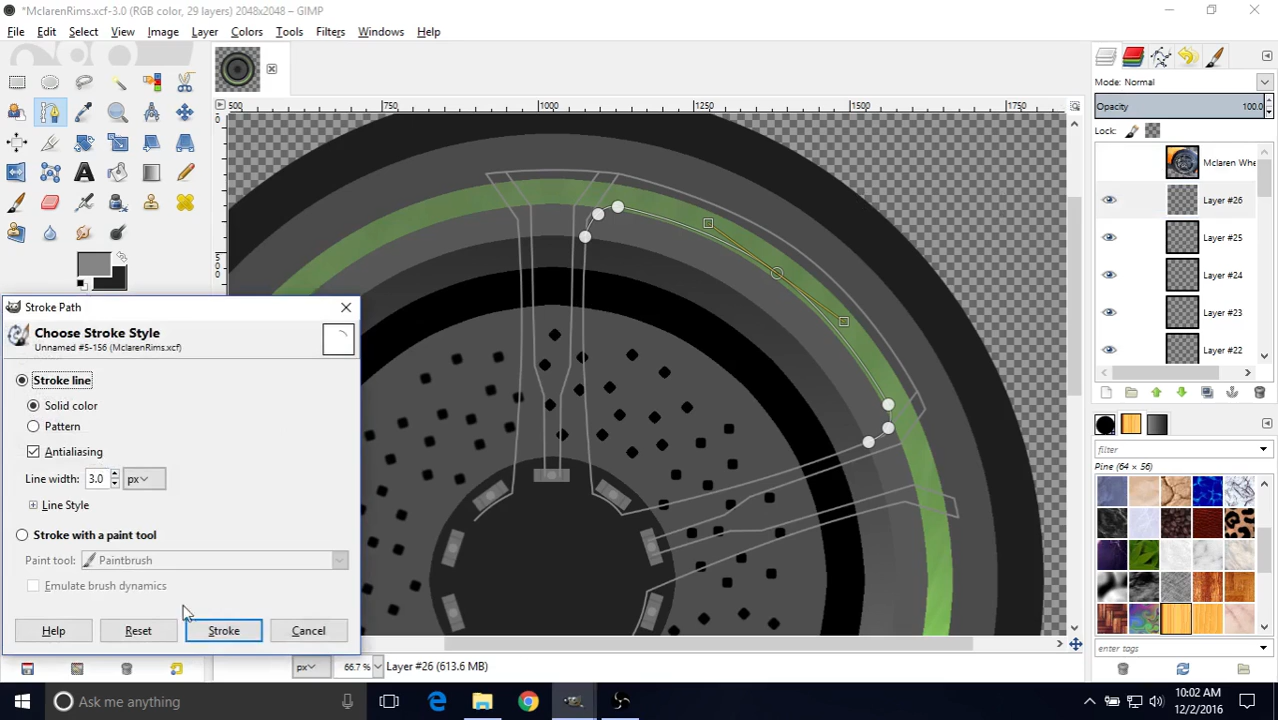 *MclarenRims.xcf-3.0 (RGB color, 29 layers) 2048x2048 – GIMP
File Edit Select View Image Layer Colors Tools Filters Windows Help
500 750 1000 1250 1500 1750
0
500
Mode: Normal
Opacity 100.0
Lock:
Mclaren Whe
Layer #26
Layer #25
Layer #24
Layer #23
Layer #22
Stroke Path
Choose Stroke Style
Unnamed #5-156 (MclarenRims.xcf)
Stroke line
Solid color
Pattern
Antialiasing
Line width: 3.0 px
Line Style
Stroke with a paint tool
Paint tool: Paintbrush
Emulate brush dynamics
Help Reset Stroke Cancel
filter
Pine (64 × 56)
enter tags
px 66.7 % Layer #26 (613.6 MB)
Ask me anything
10:02 AM
12/2/2016